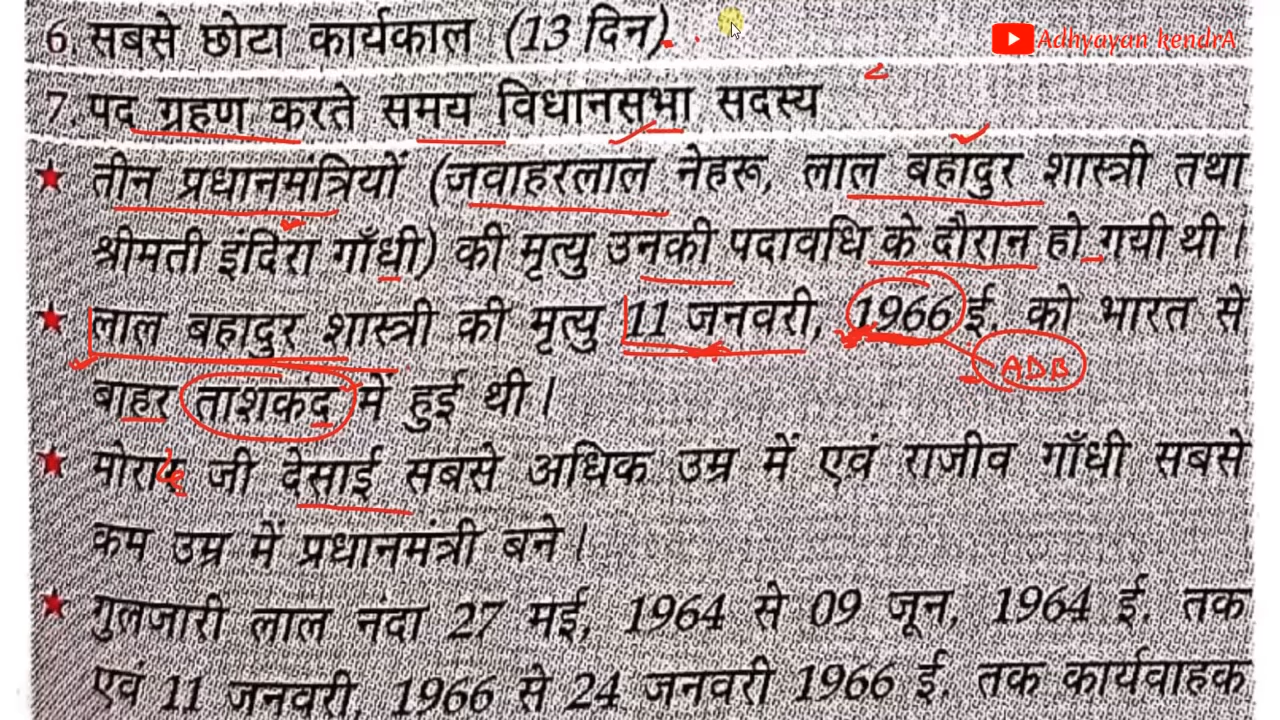 6. सबसे छोटा कार्यकाल (13 दिन)
Adhyayan kendrA
7. पद ग्रहण करते समय विधानसभा सदस्य
★ तीन प्रधानमंत्रियों (जवाहरलाल नेहरू, लाल बहादुर शास्त्री तथा
श्रीमती इंदिरा गाँधी) की मृत्यु उनकी पदावधि के दौरान हो गयी थी।
★ लाल बहादुर शास्त्री की मृत्यु 11 जनवरी, 1966 ई. को भारत से
ADB
बाहर ताशकंद में हुई थी।
★ मोरार जी देसाई सबसे अधिक उम्र में एवं राजीव गाँधी सबसे
कम उम्र में प्रधानमंत्री बने।
★ गुलजारी लाल नंदा 27 मई, 1964 से 09 जून, 1964 ई. तक
एवं 11 जनवरी, 1966 से 24 जनवरी 1966 ई. तक कार्यवाहक